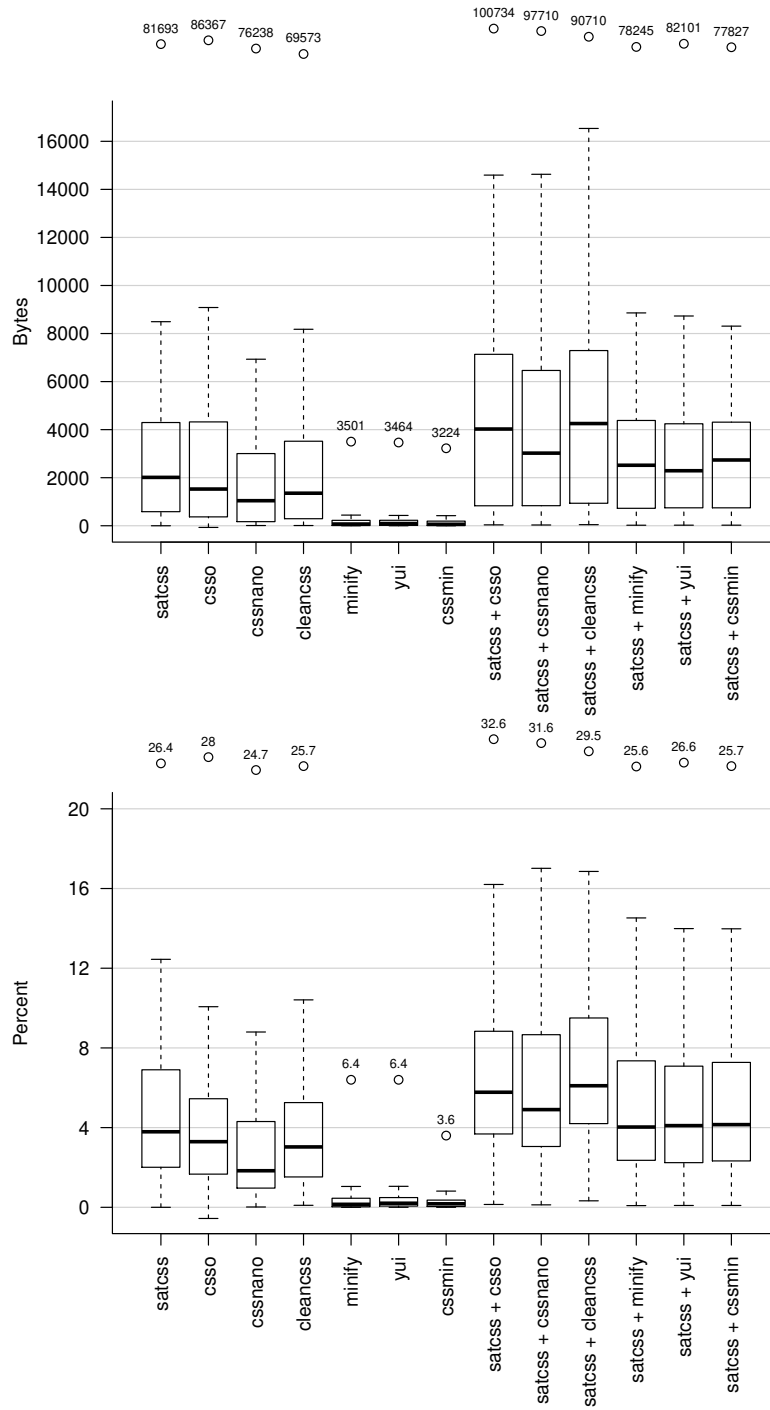 81693 86367 76238 69573 100734 97710 90710 78245 82101 77827
16000
14000
12000
10000
8000
6000
4000
2000
0
Bytes
3501 3464 3224
satcss
csso
cssnano
cleancss
minify
yui
cssmin
satcss + csso
satcss + cssnano
satcss + cleancss
satcss + minify
satcss + yui
satcss + cssmin
26.4 28 24.7 25.7 32.6 31.6 29.5 25.6 26.6 25.7
20
16
12
8
4
0
Percent
6.4 6.4 3.6
satcss
csso
cssnano
cleancss
minify
yui
cssmin
satcss + csso
satcss + cssnano
satcss + cleancss
satcss + minify
satcss + yui
satcss + cssmin